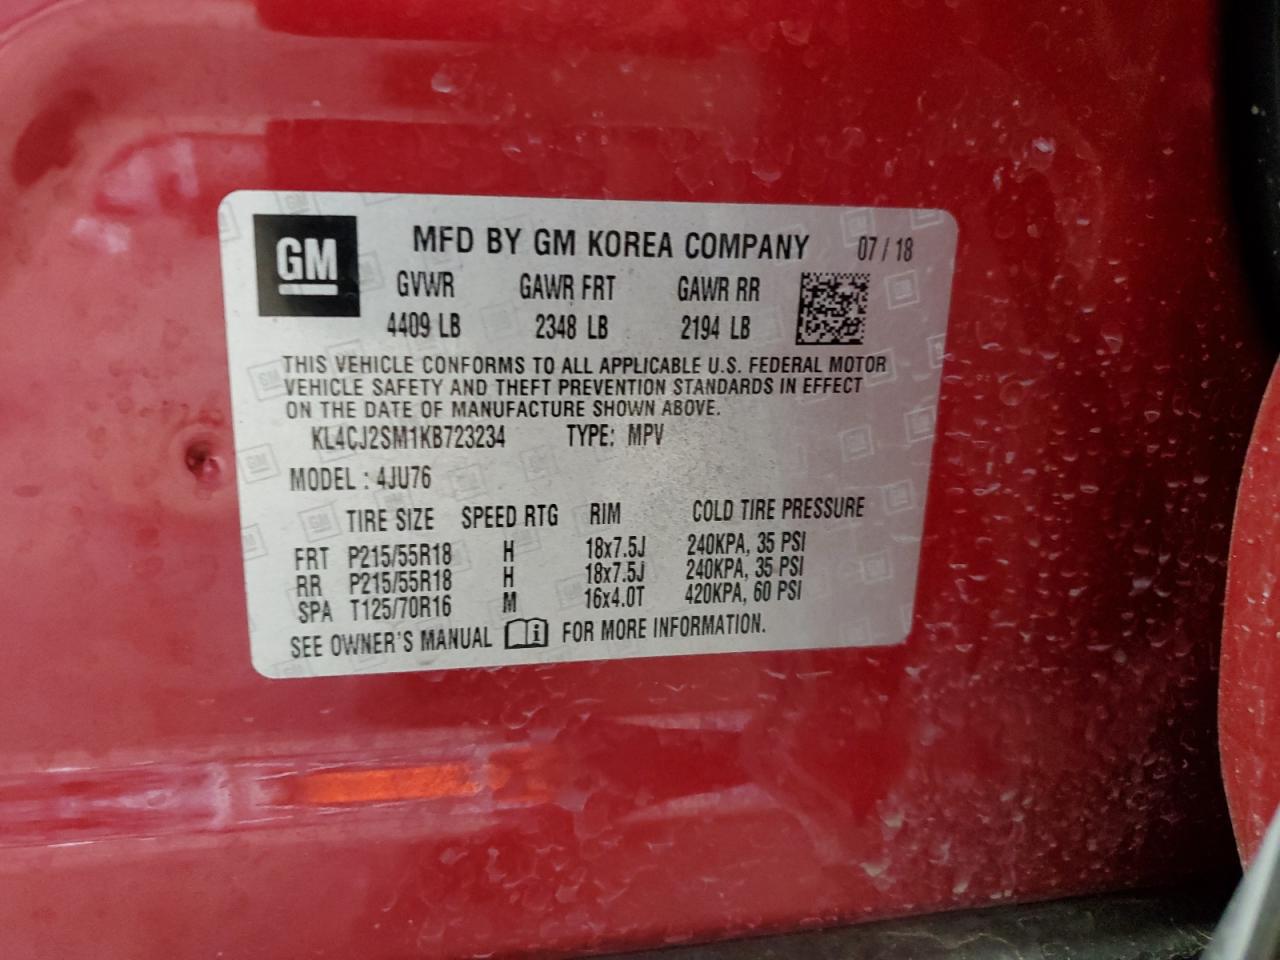 GM
MFD BY GM KOREA COMPANY 07 / 18
GVWR GAWR FRT GAWR RR
4409 LB 2348 LB 2194 LB
THIS VEHICLE CONFORMS TO ALL APPLICABLE U.S. FEDERAL MOTOR
VEHICLE SAFETY AND THEFT PREVENTION STANDARDS IN EFFECT
ON THE DATE OF MANUFACTURE SHOWN ABOVE.
KL4CJ2SM1KB723234 TYPE: MPV
MODEL : 4JU76
TIRE SIZE SPEED RTG RIM COLD TIRE PRESSURE
FRT P215/55R18 H 18x7.5J 240KPA, 35 PSI
RR P215/55R18 H 18x7.5J 240KPA, 35 PSI
SPA T125/70R16 M 16x4.0T 420KPA, 60 PSI
SEE OWNER'S MANUAL FOR MORE INFORMATION.